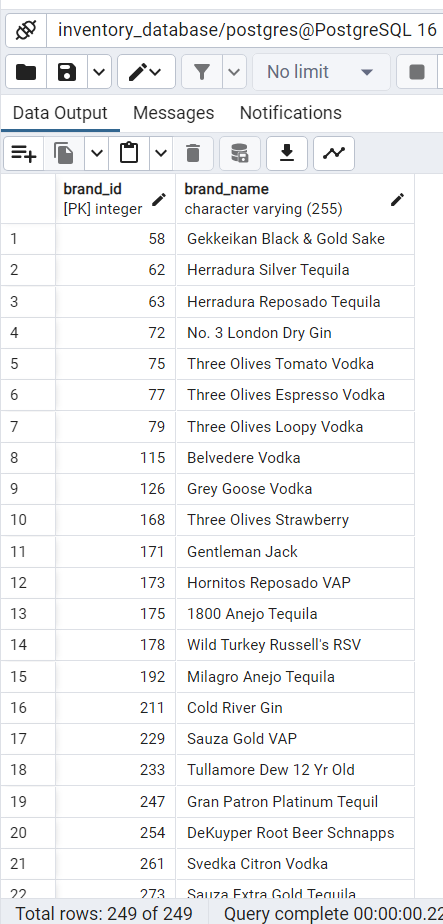 inventory_database/postgres@PostgreSQL 16
No limit
Data Output Messages Notifications
brand_id brand_name
[PK] integer character varying (255)
1 58 Gekkeikan Black & Gold Sake
2 62 Herradura Silver Tequila
3 63 Herradura Reposado Tequila
4 72 No. 3 London Dry Gin
5 75 Three Olives Tomato Vodka
6 77 Three Olives Espresso Vodka
7 79 Three Olives Loopy Vodka
8 115 Belvedere Vodka
9 126 Grey Goose Vodka
10 168 Three Olives Strawberry
11 171 Gentleman Jack
12 173 Hornitos Reposado VAP
13 175 1800 Anejo Tequila
14 178 Wild Turkey Russell's RSV
15 192 Milagro Anejo Tequila
16 211 Cold River Gin
17 229 Sauza Gold VAP
18 233 Tullamore Dew 12 Yr Old
19 247 Gran Patron Platinum Tequil
20 254 DeKuyper Root Beer Schnapps
21 261 Svedka Citron Vodka
22 273 Sauza Extra Gold Tequila
Total rows: 249 of 249 Query complete 00:00:00.22